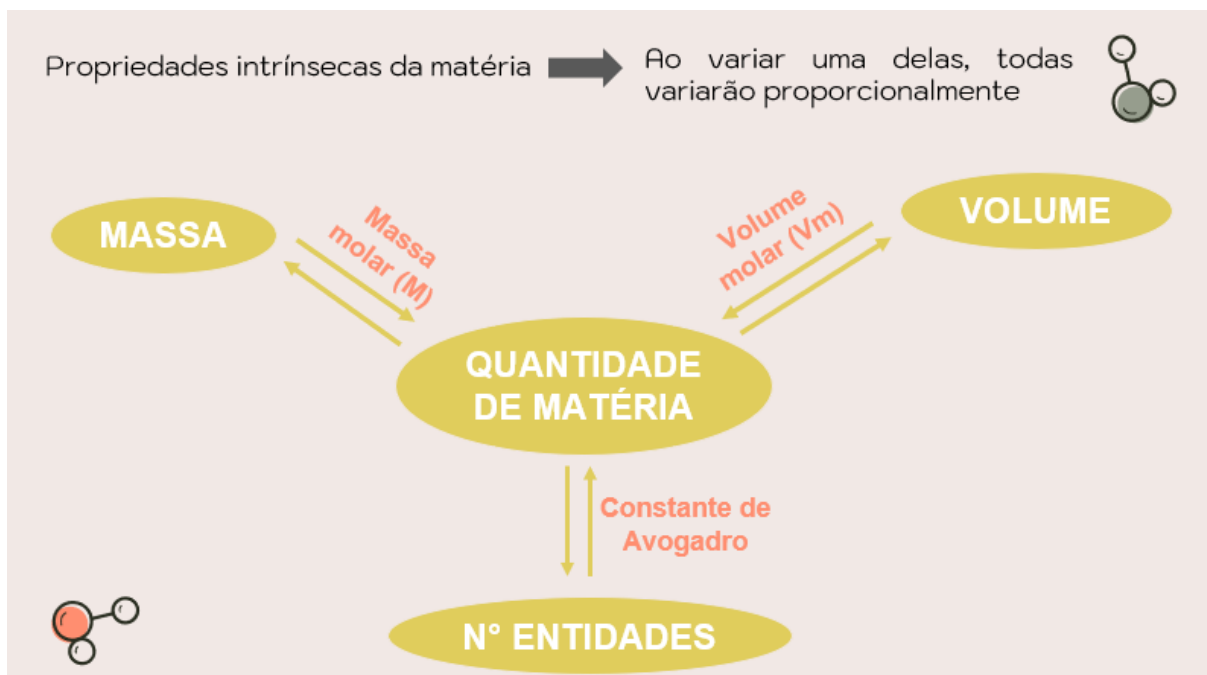 Propriedades intrínsecas da matéria
Ao variar uma delas, todas
variarão proporcionalmente
MASSA
Massa
molar (M)
Volume
molar (Vm)
VOLUME
QUANTIDADE
DE MATÉRIA
Constante de
Avogadro
N° ENTIDADES